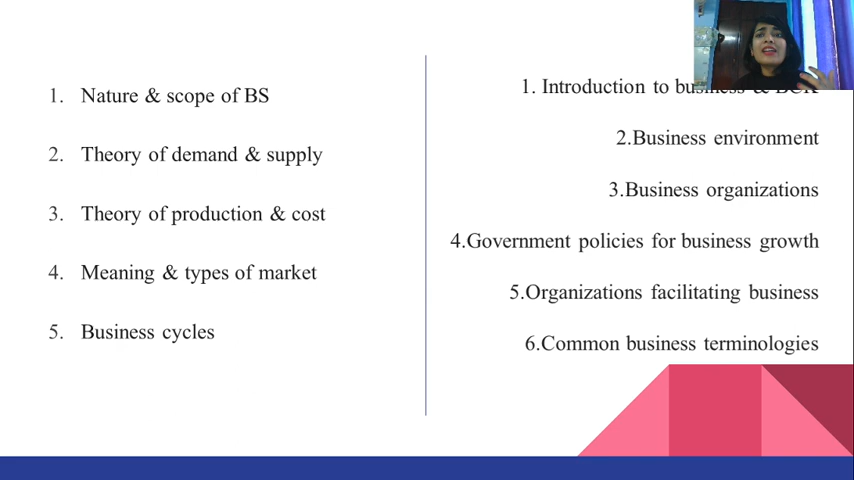 1. Nature & scope of BS
2. Theory of demand & supply
3. Theory of production & cost
4. Meaning & types of market
5. Business cycles
1. Introduction to business &
2.Business environment
3.Business organizations
4.Government policies for business growth
5.Organizations facilitating business
6.Common business terminologies